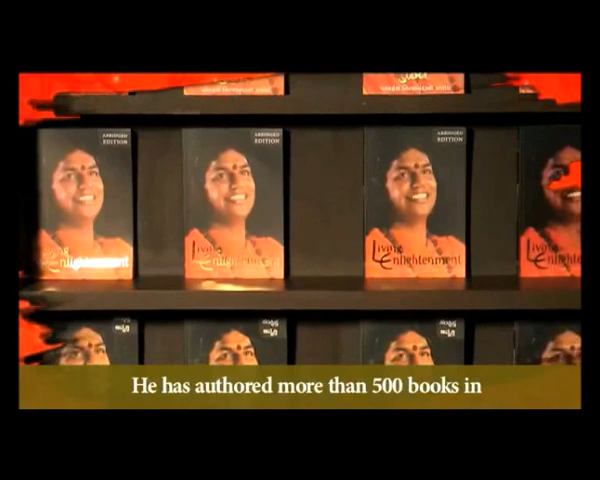 ABRIDGED
EDITION
Living
Enlightenment
ABRIDGED
EDITION
Living
Enlightenment
ABRIDGED
EDITION
Living
Enlightenment
Living
He has authored more than 500 books in